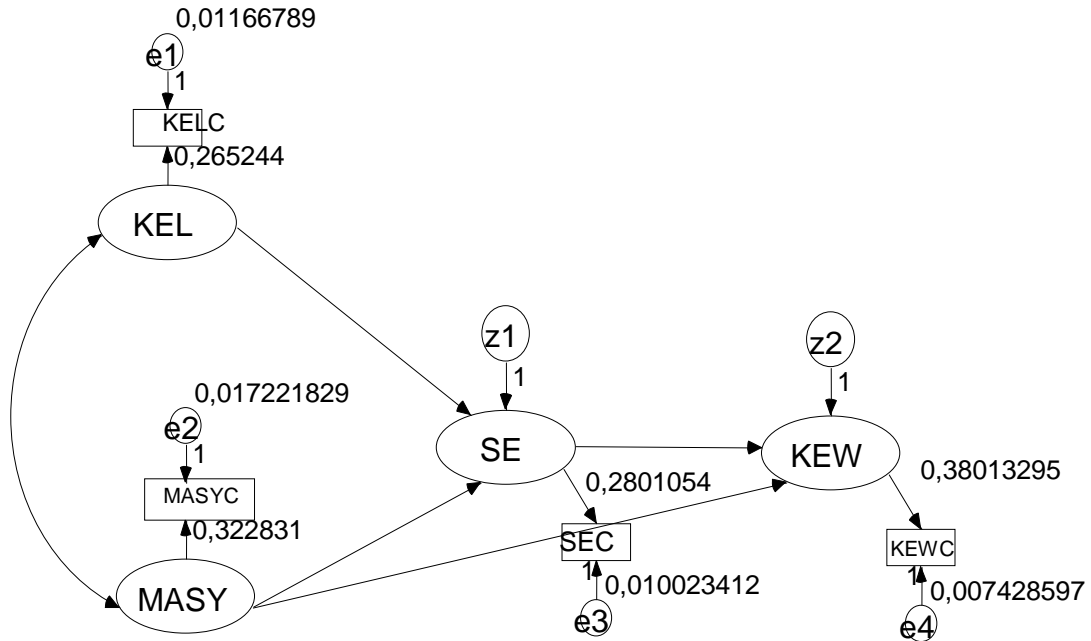 0,01166789
e1
1
KELC
0,265244
KEL
z1
1
z2
1
0,017221829
e2
1
MASYC
0,322831
MASY
SE
KEW
0,2801054
0,38013295
SEC
1
0,010023412
e3
KEWC
1
0,007428597
e4